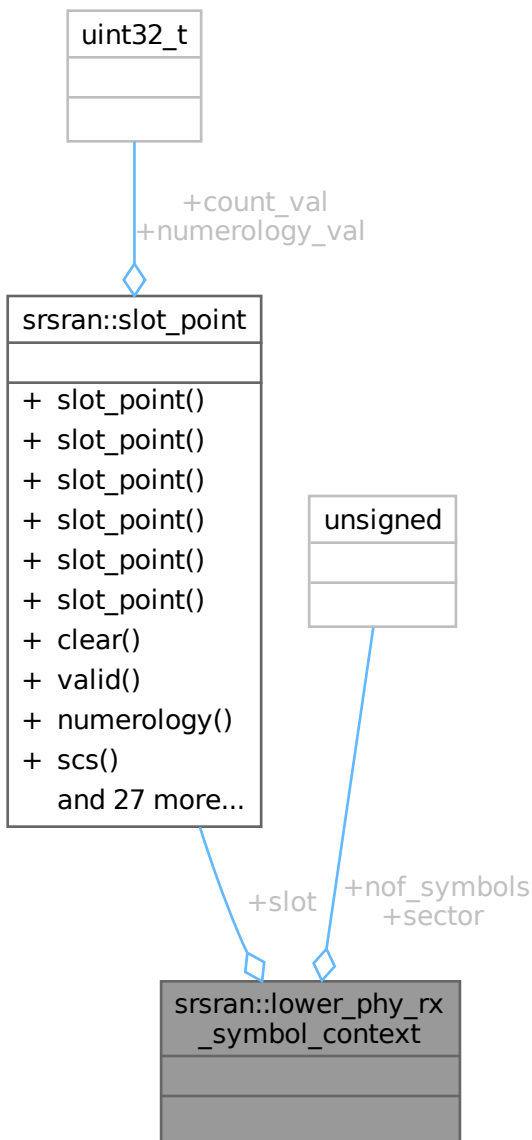 uint32_t
+count_val
+numerology_val
srsran::slot_point
+ slot_point()
+ slot_point()
+ slot_point()
+ slot_point()
+ slot_point()
+ slot_point()
+ clear()
+ valid()
+ numerology()
+ scs()
and 27 more...
unsigned
+slot
+nof_symbols
+sector
srsran::lower_phy_rx
_symbol_context